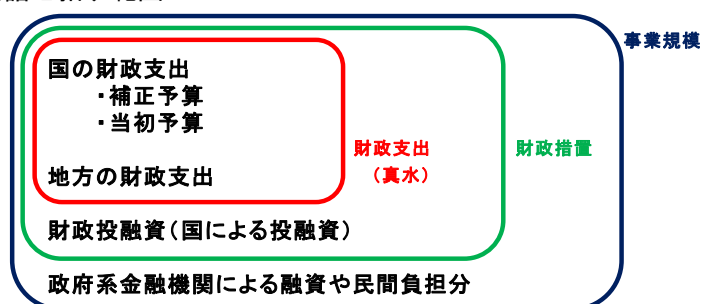 事業規模
国の財政支出
・補正予算
・当初予算
財政支出
(真水)
財政措置
地方の財政支出
財政投融資(国による投融資)
政府系金融機関による融資や民間負担分